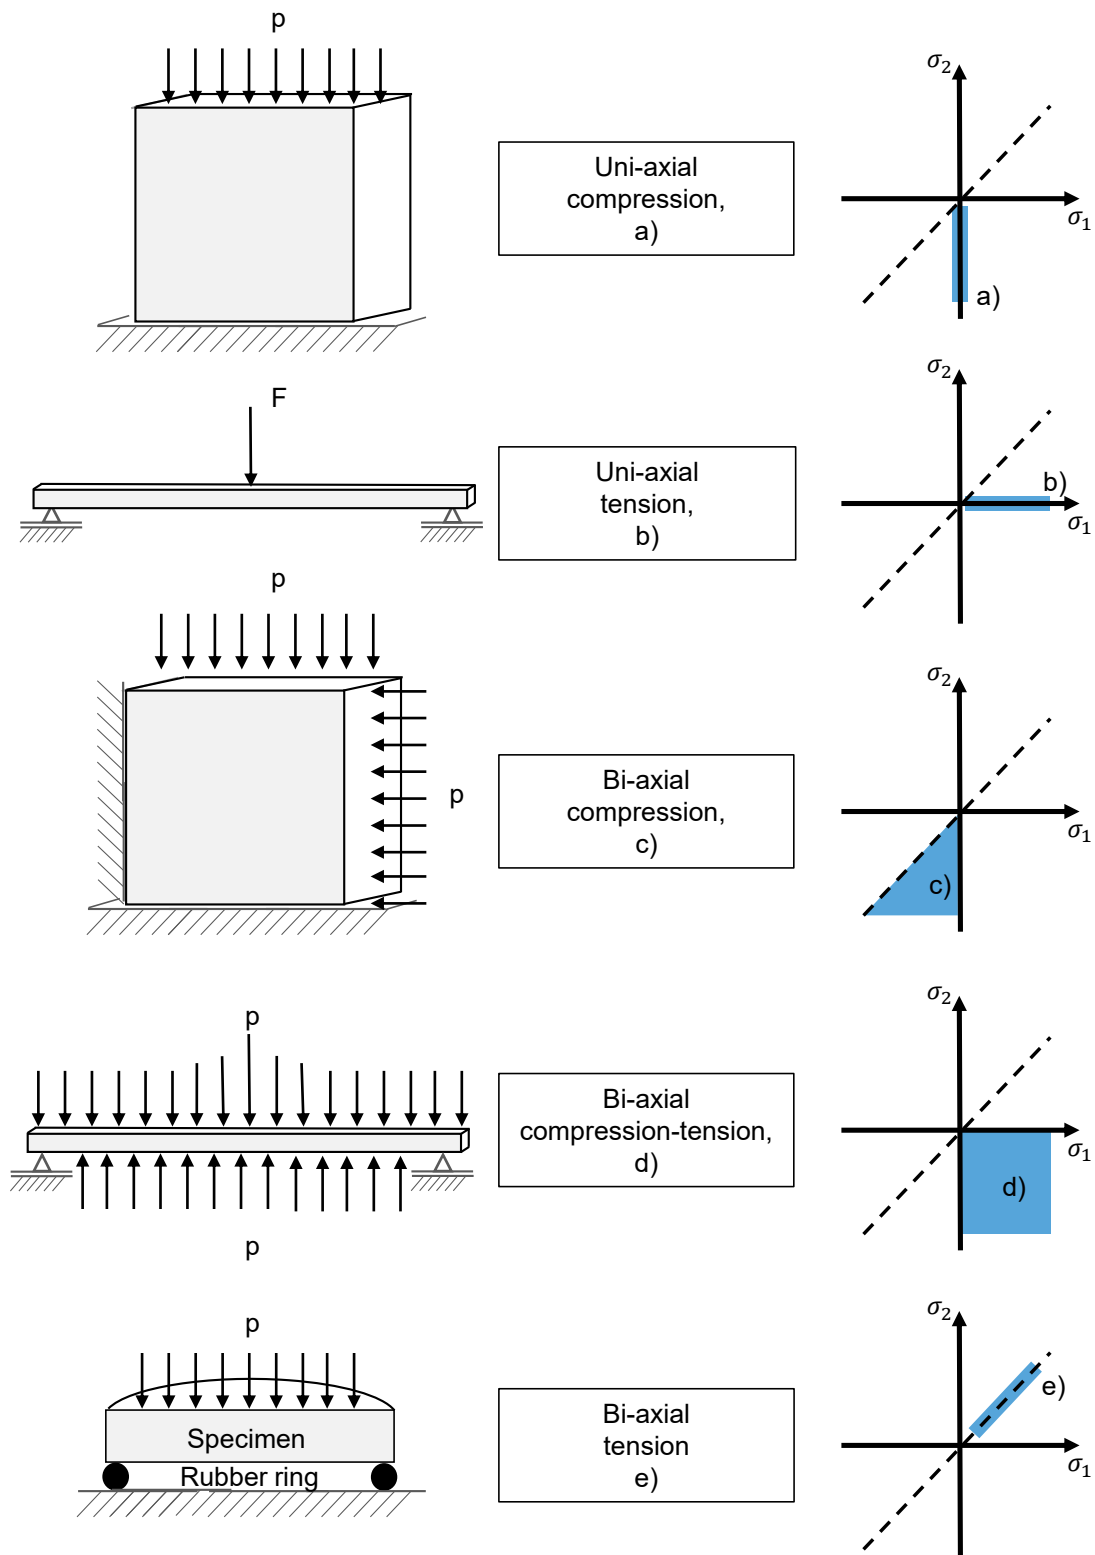 p
σ₂
Uni-axial
compression,
a)
σ₁
a)
F
σ₂
Uni-axial
tension,
b)
b)
σ₁
p
σ₂
Bi-axial
compression,
c)
p
σ₁
c)
p
σ₂
Bi-axial
compression-tension,
d)
σ₁
d)
p
p
σ₂
Bi-axial
tension
e)
e)
σ₁
Specimen
Rubber ring